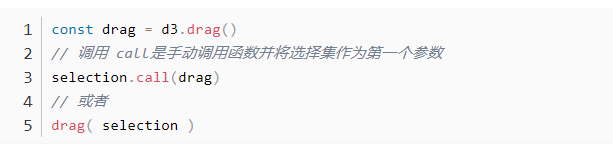 1 const drag = d3.drag()
2 // 调用 call是手动调用函数并将选择集作为第一个参数
3 selection.call(drag)
4 // 或者
5 drag( selection )